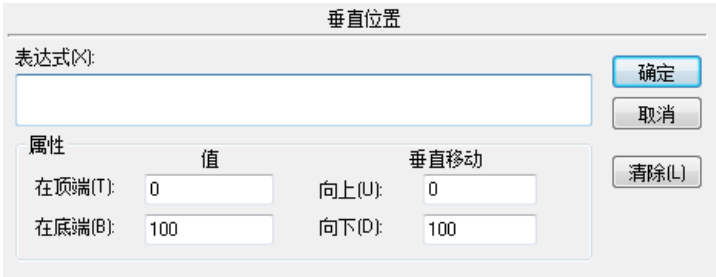 垂直位置
表达式(X):
确定
取消
清除(L)
属性
值 垂直移动
在顶端(T): 0 向上(U): 0
在底端(B): 100 向下(D): 100